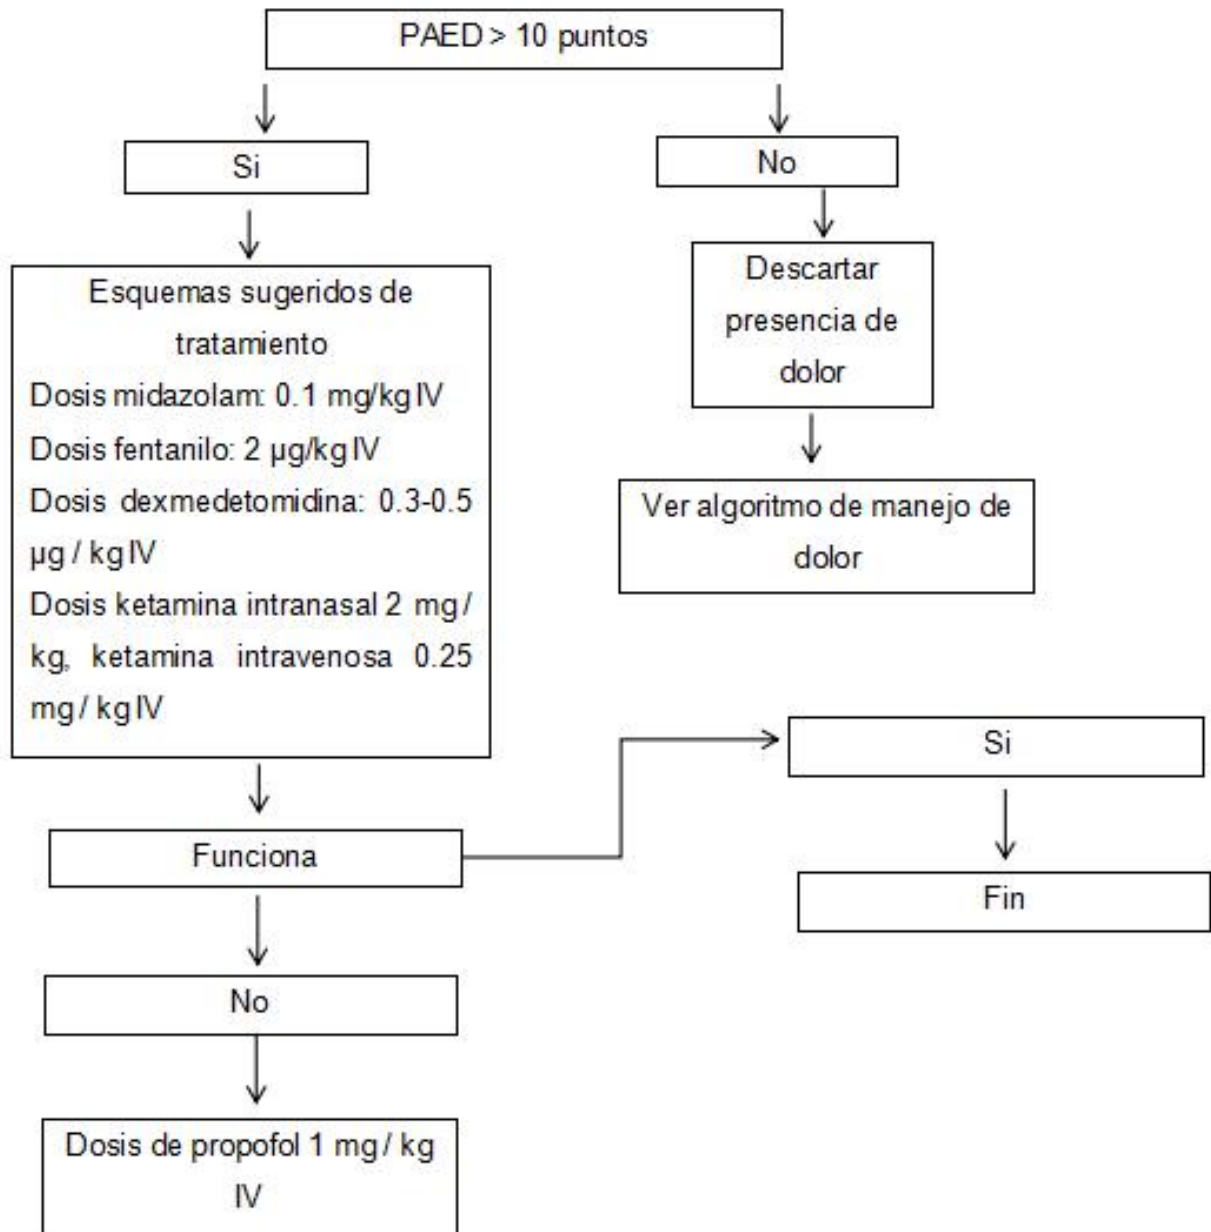 PAED > 10 puntos
Si
No
Esquemas sugeridos de
tratamiento
Dosis midazolam: 0.1 mg/kg IV
Dosis fentanilo: 2 µg/kg IV
Dosis dexmedetomidina: 0.3-0.5
µg / kg IV
Dosis ketamina intranasal 2 mg /
kg, ketamina intravenosa 0.25
mg / kg IV
Descartar
presencia de
dolor
Ver algoritmo de manejo de
dolor
Funciona
Si
Fin
No
Dosis de propofol 1 mg / kg
IV